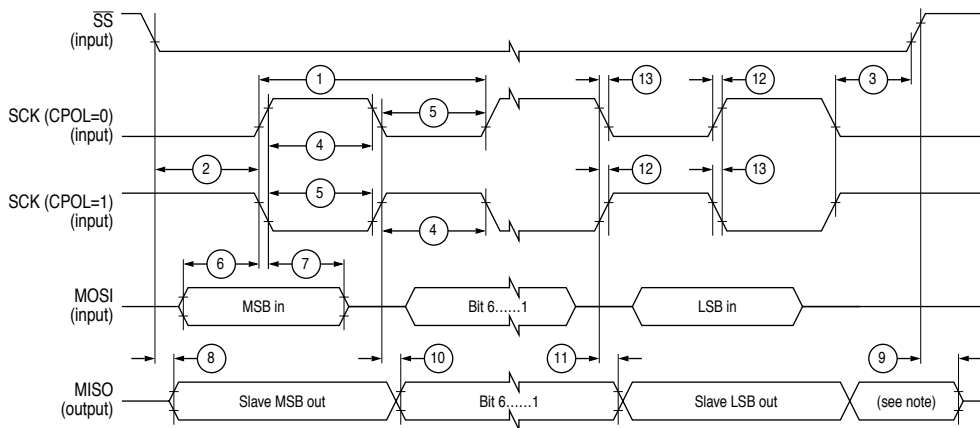 SS
(input)
1
13
12
3
SCK (CPOL=0)
(input)
5
4
2
12
13
5
SCK (CPOL=1)
(input)
4
6
7
MOSI
(input)
MSB in
Bit 6......1
LSB in
8
10
11
9
MISO
(output)
Slave MSB out
Bit 6......1
Slave LSB out
(see note)